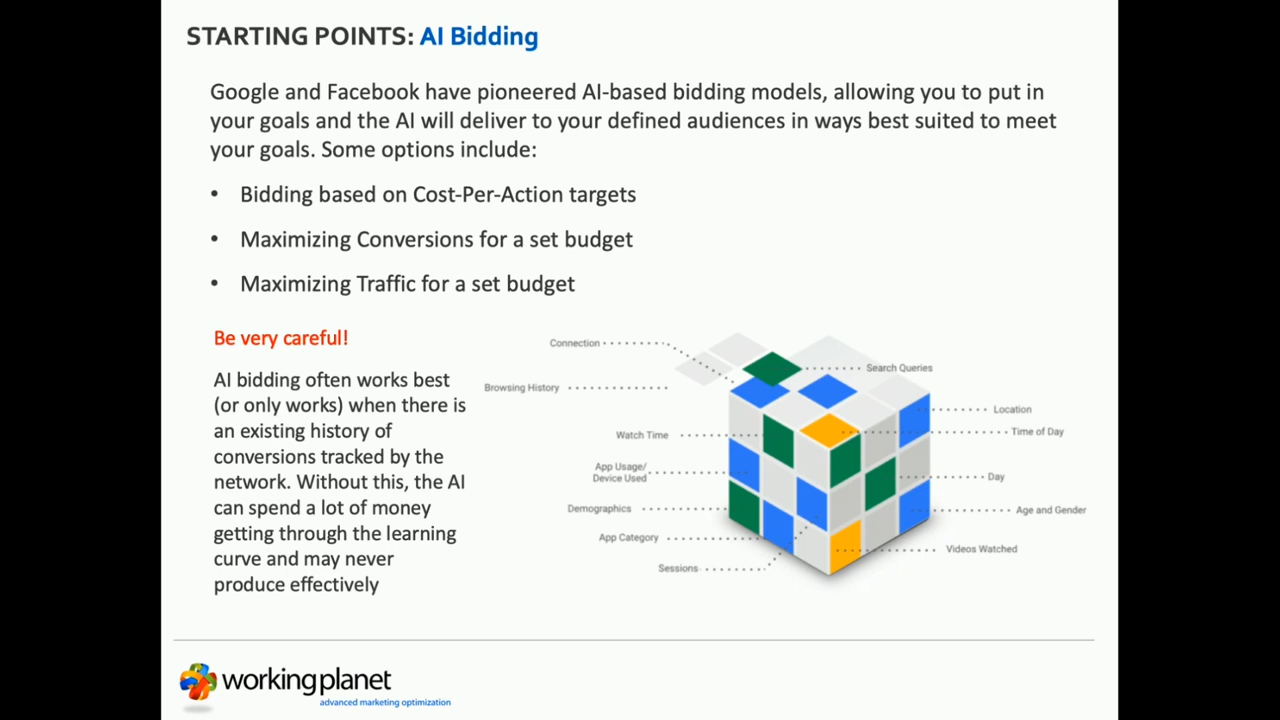 STARTING POINTS: AI Bidding
Google and Facebook have pioneered AI-based bidding models, allowing you to put in
your goals and the AI will deliver to your defined audiences in ways best suited to meet
your goals. Some options include:
• Bidding based on Cost-Per-Action targets
• Maximizing Conversions for a set budget
• Maximizing Traffic for a set budget
Be very careful!
AI bidding often works best
(or only works) when there is
an existing history of
conversions tracked by the
network. Without this, the AI
can spend a lot of money
getting through the learning
curve and may never
produce effectively
Connection
Browsing History
Watch Time
App Usage/
Device Used
Demographics
App Category
Sessions
Search Queries
Location
Time of Day
Day
Age and Gender
Videos Watched
workingplanet
advanced marketing optimization